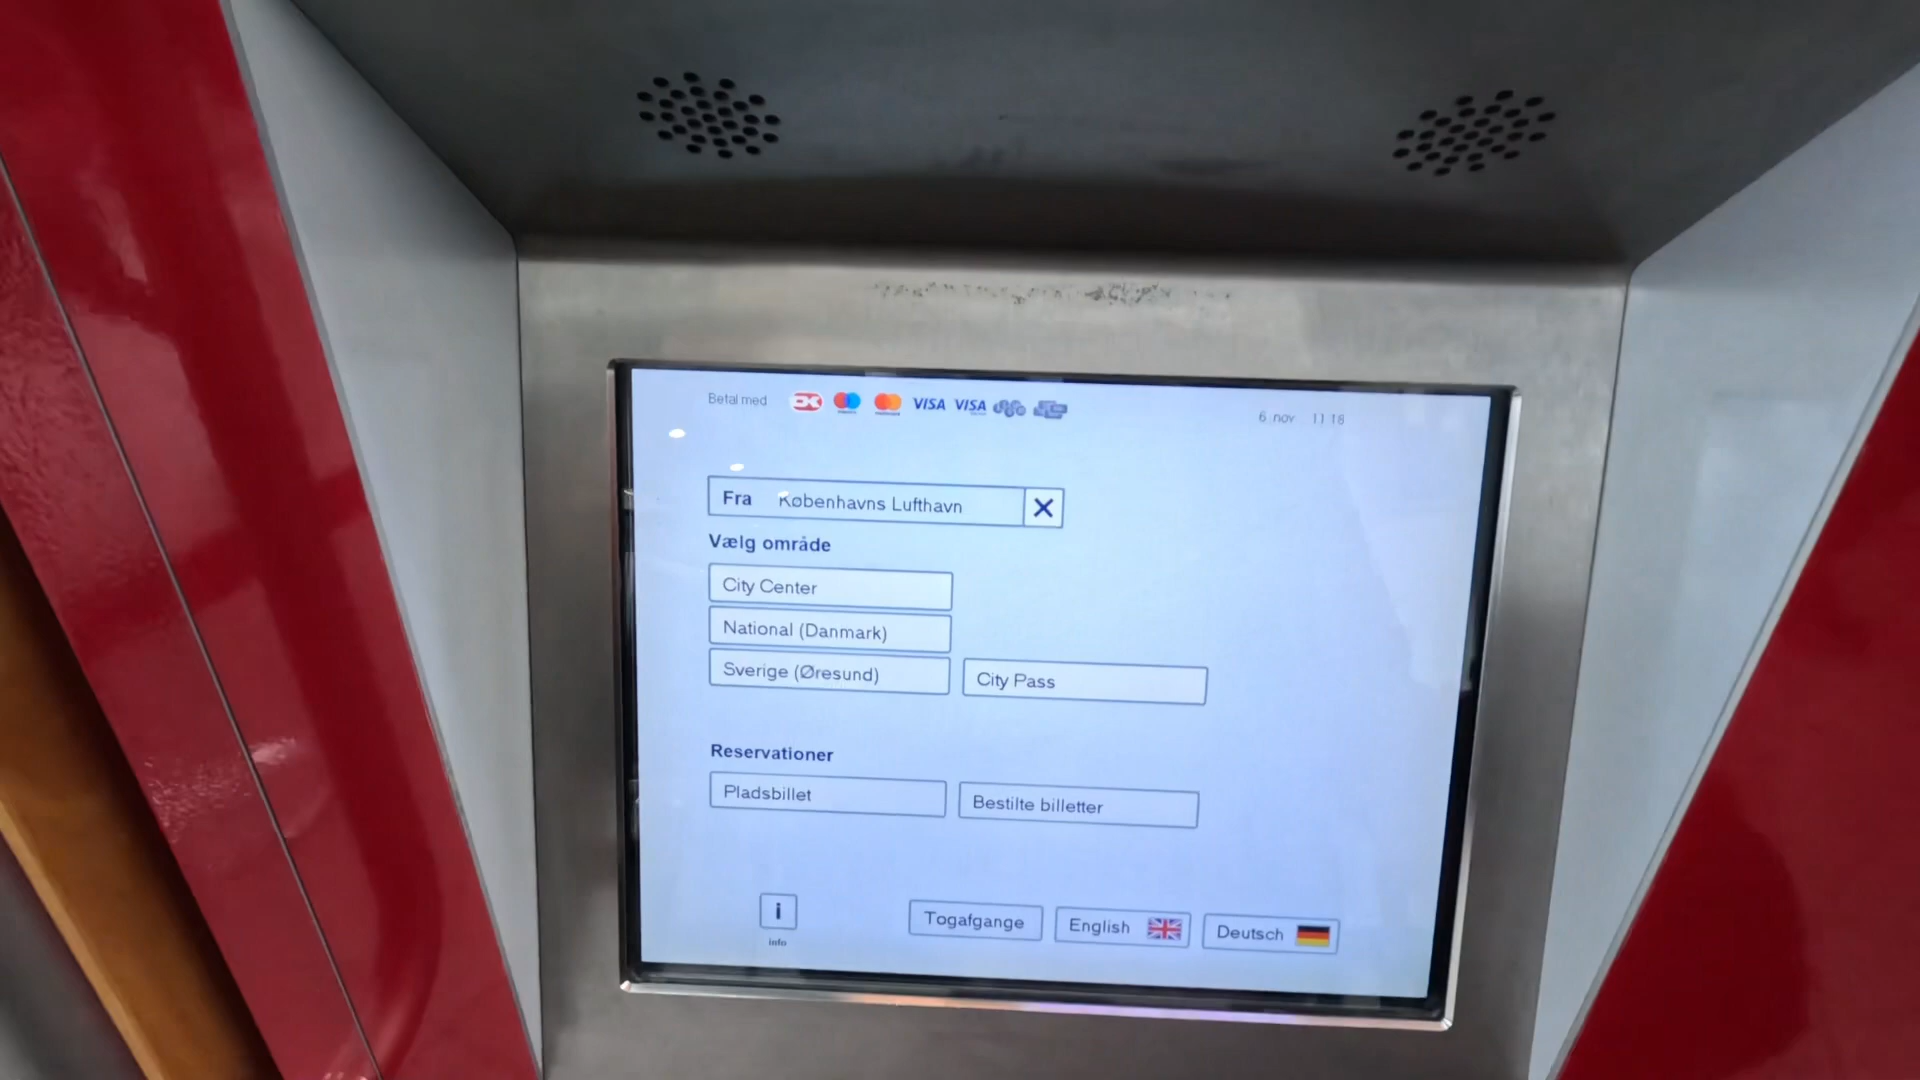 Betal med VISA VISA 6 nov 11 18
Fra Københavns Lufthavn X
Vælg område
City Center
National (Danmark)
Sverige (Øresund) City Pass
Reservationer
Pladsbillet Bestilte billetter
i Togafgange English Deutsch
info